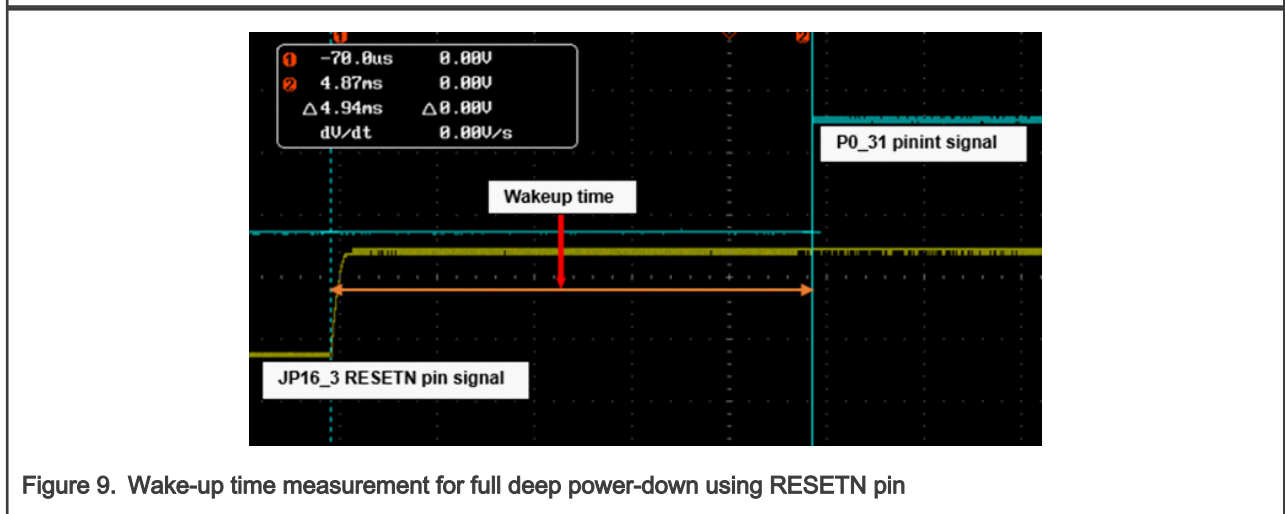 1 2
1 -70.0us 0.00V
2 4.87ms 0.00V
△4.94ms △0.00V
dV/dt 0.00V/s
P0_31 pinint signal
Wakeup time
JP16_3 RESETN pin signal
Figure 9. Wake-up time measurement for full deep power-down using RESETN pin